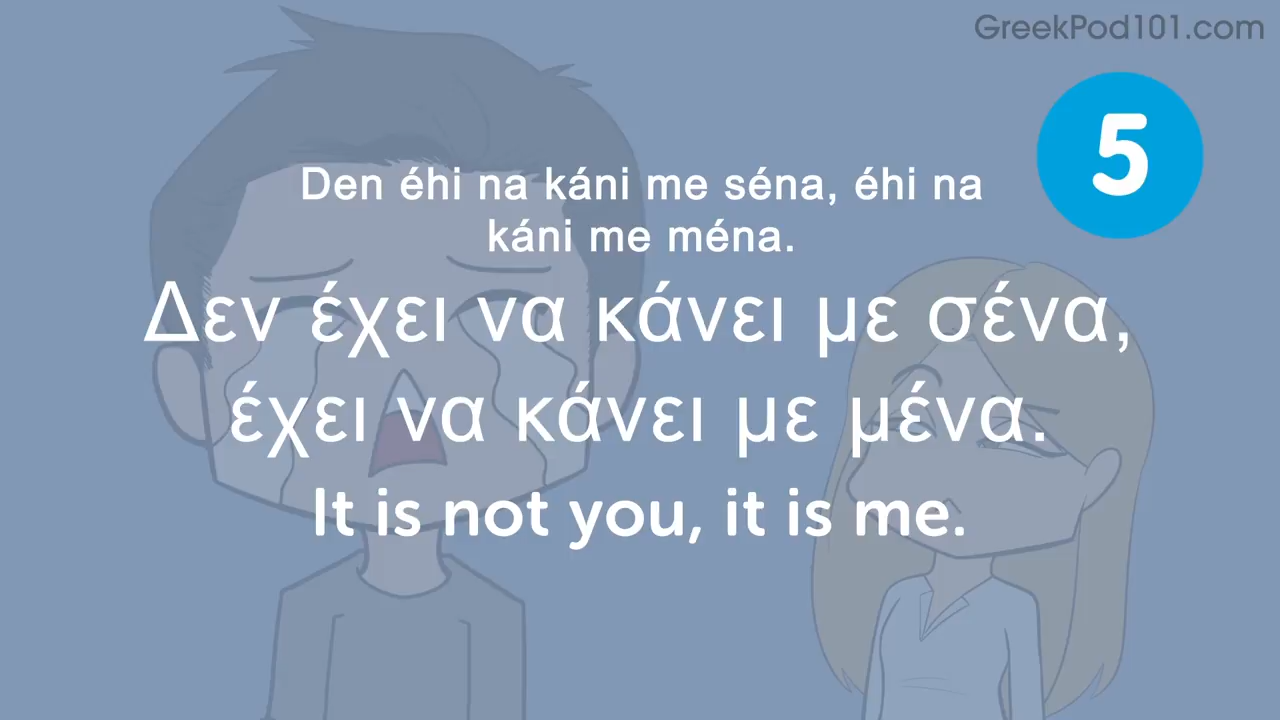 GreekPod101.com
5
Den éhi na káni me séna, éhi na
káni me ména.
Δεν έχει να κάνει με σένα,
έχει να κάνει με μένα.
It is not you, it is me.